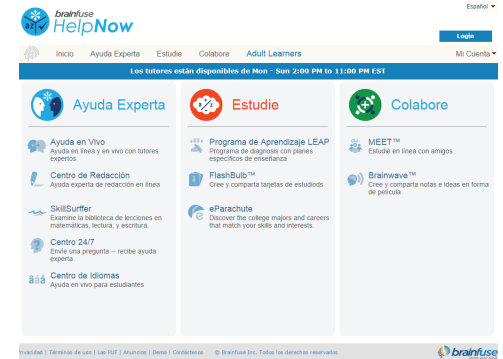 Español
brainfuse
HelpNow
Login
Inicio Ayuda Experta Estudie Colabore Adult Learners Mi Cuenta
Los tutores están disponibles de Mon - Sun 2:00 PM to 11:00 PM EST
Ayuda Experta
Ayuda en Vivo
Ayuda en línea y en vivo con tutores
expertos
Centro de Redacción
Ayuda experta de redacción en línea
SkillSurffer
Examine la biblioteca de lecciones en
matemáticas, lectura, y escritura.
Centro 24/7
Envíe una pregunta -- recibe ayuda
experta
Centro de Idiomas
Ayuda en vivo para estudiantes
Estudie
Programa de Aprendizaje LEAP
Programa de diagnosis con planes
específicos de enseñanza
FlashBulb™
Cree y comparta tarjetas de estudiods
eParachute
Discover the college majors and careers
that match your skills and interests.
Colabore
MEET™
Estudie en línea con amigos
Brainwave™
Cree y comparta notas e ideas en forma
de película
rivacidad | Términos de uso | Las PUF | Anuncios | Demo | Contáctenos © Brainfuse Inc. Todos los derechos reservados
brainfuse